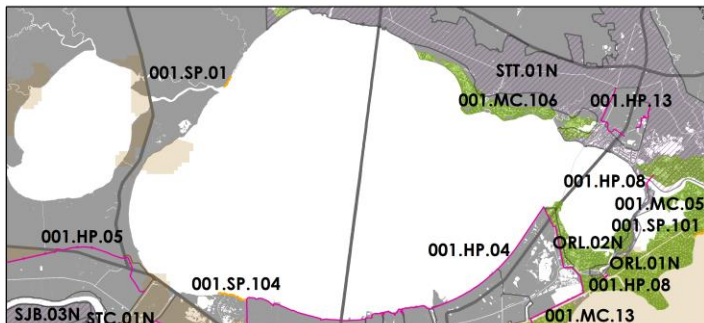 STT.01N
001.SP.01
001.MC.106
001.HP.13
001.HP.08
001.MC.05
001.SP.101
001.HP.05
001.HP.04
ORL.02N
ORL.01N
001.SP.104
001.HP.08
SJB.03N
STC.01N
001.MC.13